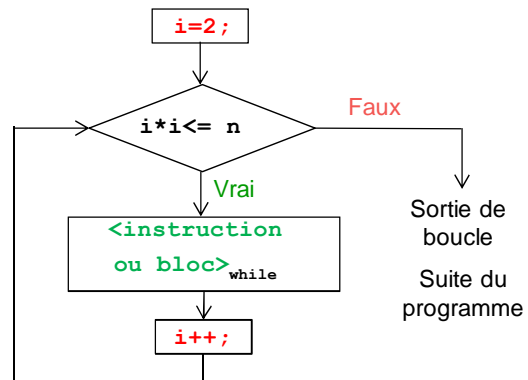 i=2;
i*i<= n
Faux
Vrai
<instruction
ou bloc>while
i++;
Sortie de
boucle
Suite du
programme